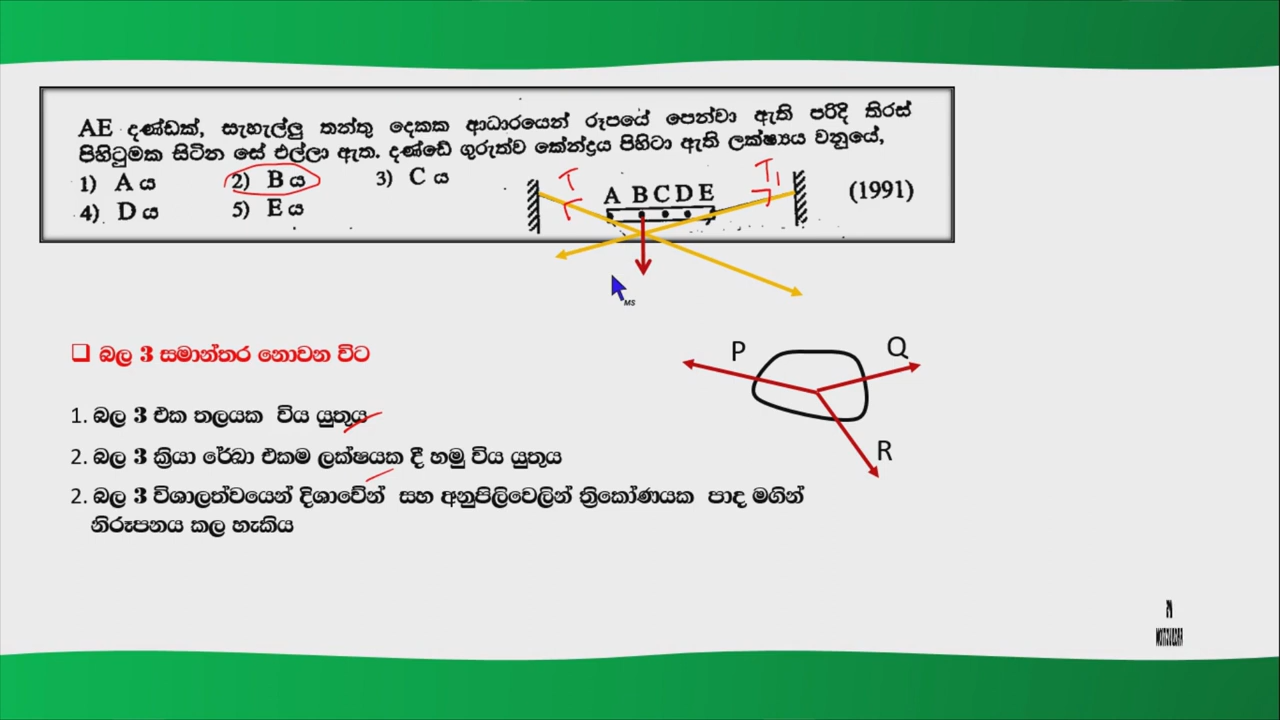 AE දණ්ඩක්, සැහැල්ලු තන්තු දෙකක ආධාරයෙන් රූපයේ පෙන්වා ඇති පරිදි තිරස්
පිහිටුමක සිටින සේ එල්ලා ඇත. දණ්ඩේ ගුරුත්ව කේන්ද්‍රය පිහිටා ඇති ලක්ෂ්‍යය වනුයේ,
1) A ය 2) B ය 3) C ය
4) D ය 5) E ය
(1991)
T T1
A B C D E
MS
බල 3 සමාන්තර නොවන විට
1. බල 3 එක තලයක විය යුතුය
2. බල 3 ක්‍රියා රේඛා එකම ලක්ෂයක දී හමු විය යුතුය
2. බල 3 විශාලත්වයෙන් දිශාවේන් සහ අනුපිලිවෙලින් ත්‍රිකෝණයක පාද මගින්
නිරූපනය කල හැකිය
P Q
R